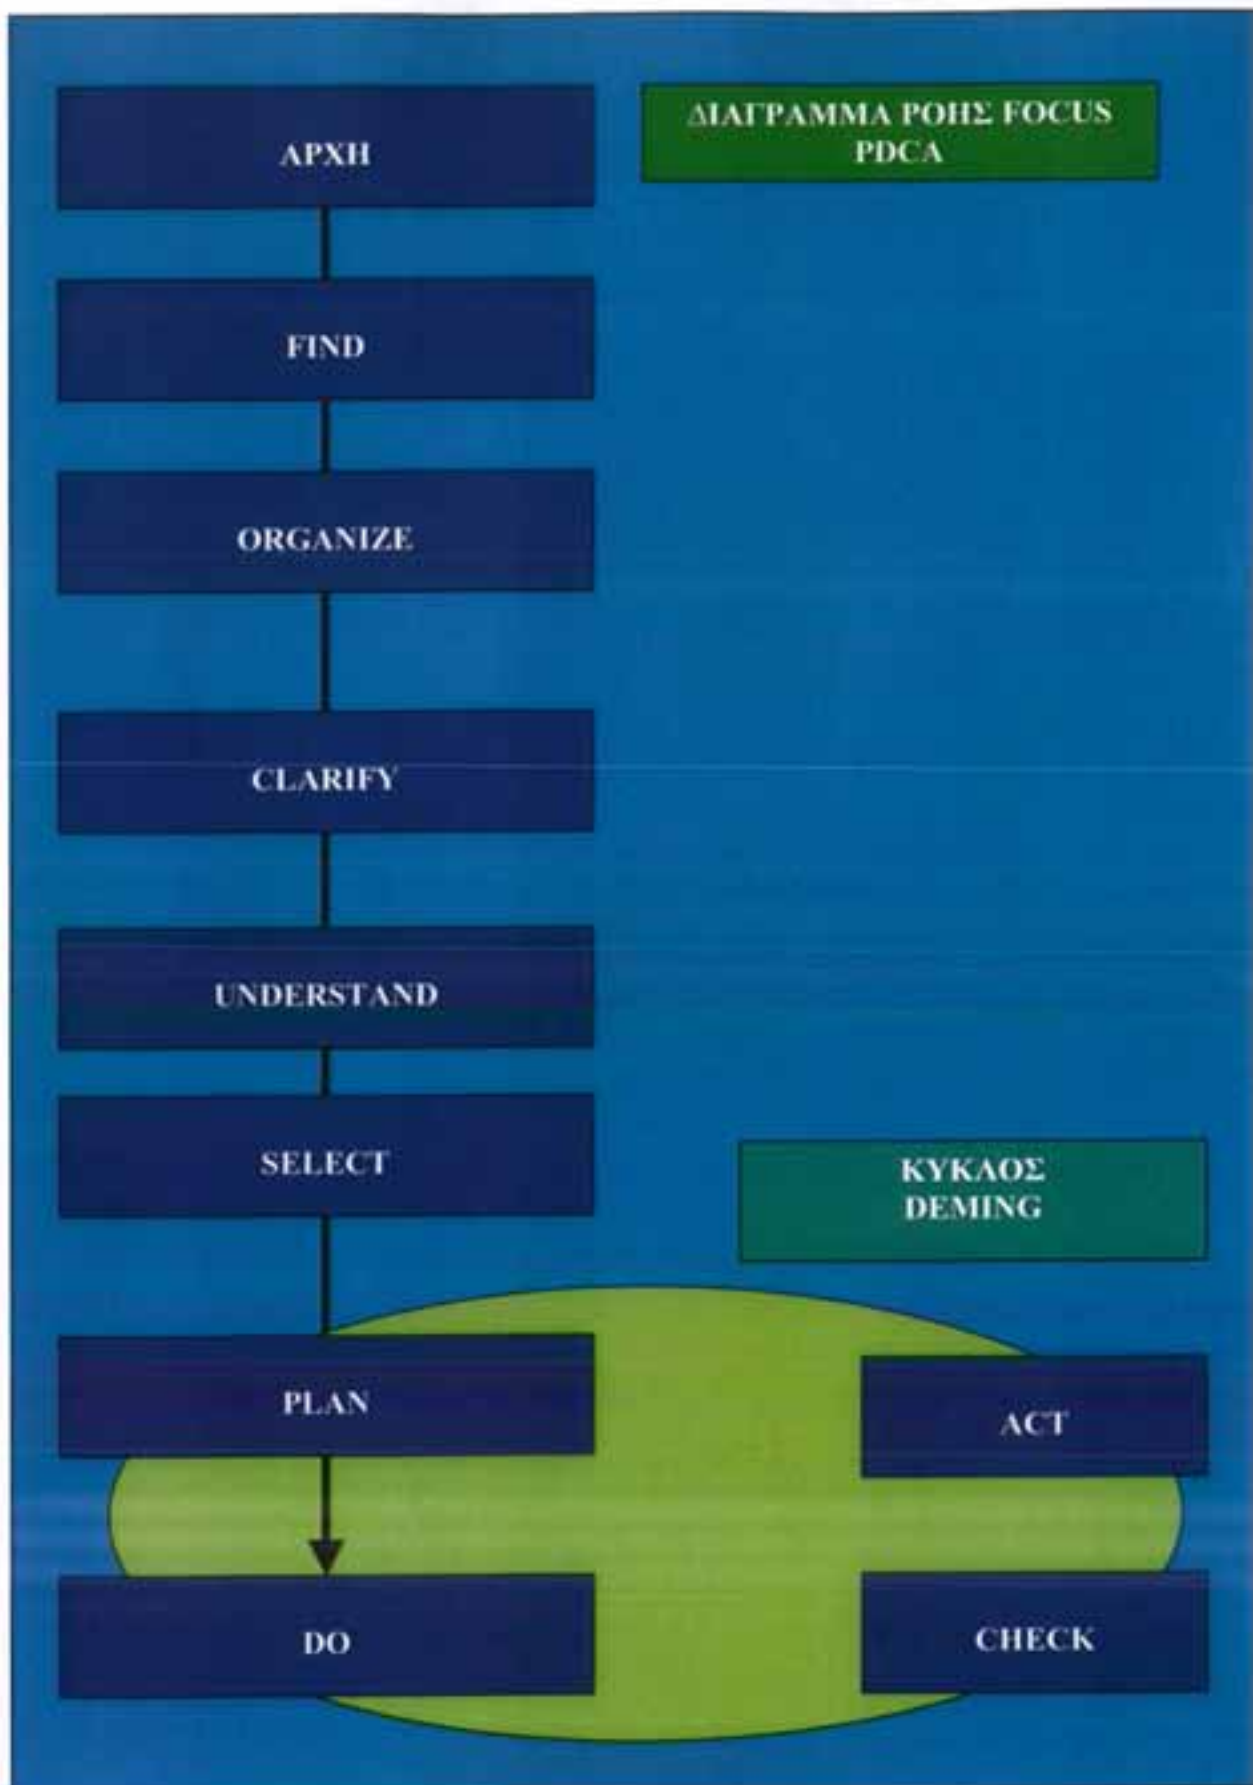 ΑΡΧΗ
ΔΙΑΓΡΑΜΜΑ ΡΟΗΣ FOCUS
PDCA
FIND
ORGANIZE
CLARIFY
UNDERSTAND
SELECT
ΚΥΚΛΟΣ
DEMING
PLAN
ACT
DO
CHECK